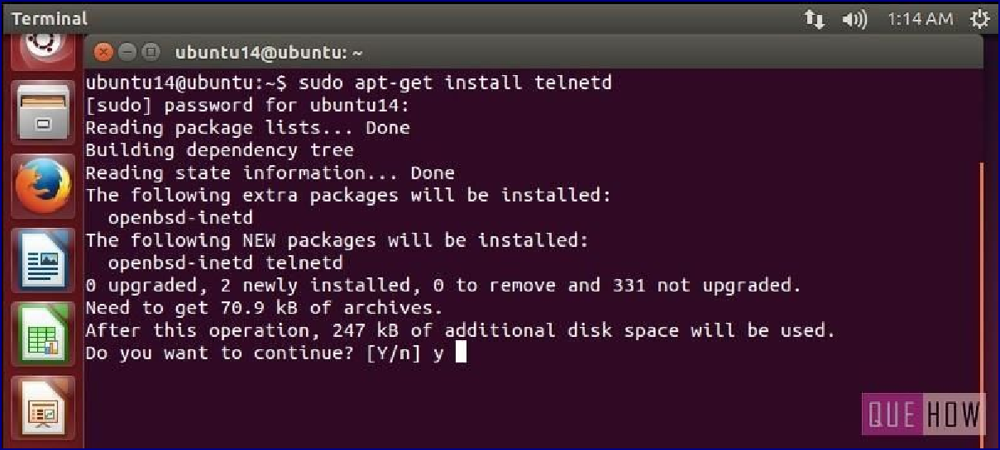 Terminal
1:14 AM
ubuntu14@ubuntu: ~
ubuntu14@ubuntu:~$ sudo apt-get install telnetd
[sudo] password for ubuntu14:
Reading package lists... Done
Building dependency tree
Reading state information... Done
The following extra packages will be installed:
  openbsd-inetd
The following NEW packages will be installed:
  openbsd-inetd telnetd
0 upgraded, 2 newly installed, 0 to remove and 331 not upgraded.
Need to get 70.9 kB of archives.
After this operation, 247 kB of additional disk space will be used.
Do you want to continue? [Y/n] y
QUE HOW